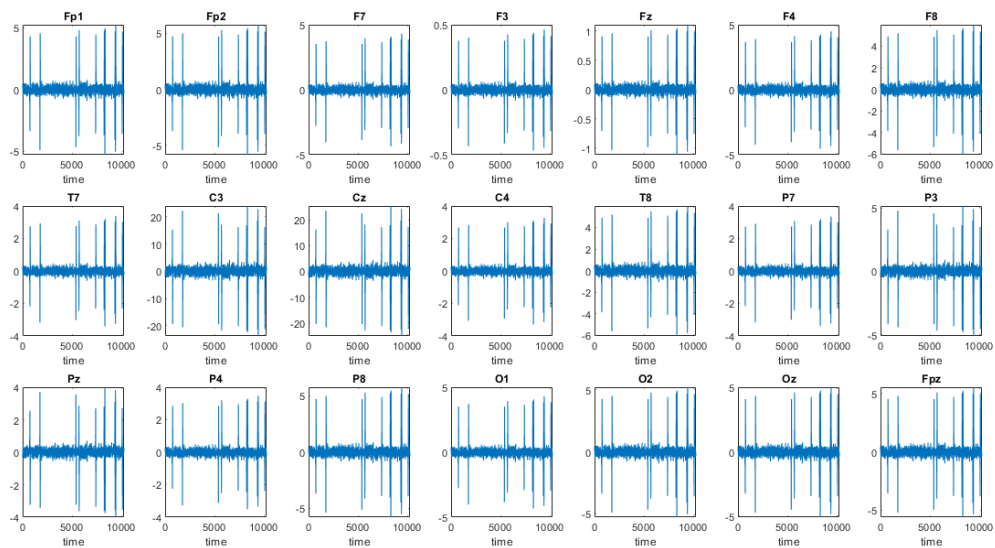 Fp1 Fp2 F7 F3 Fz F4 F8
5 0 -5 0 5000 10000 time
5 0 -5 0 5000 10000 time
5 0 -5 0 5000 10000 time
0.5 0 -0.5 0 5000 10000 time
1 0.5 0 -0.5 -1 0 5000 10000 time
5 0 -5 0 5000 10000 time
4 2 0 -2 -4 -6 0 5000 10000 time
T7 C3 Cz C4 T8 P7 P3
4 2 0 -2 -4 0 5000 10000 time
20 10 0 -10 -20 0 5000 10000 time
20 10 0 -10 -20 0 5000 10000 time
4 2 0 -2 -4 0 5000 10000 time
4 2 0 -2 -4 -6 0 5000 10000 time
4 2 0 -2 -4 0 5000 10000 time
5 0 -5 0 5000 10000 time
Pz P4 P8 O1 O2 Oz Fpz
4 2 0 -2 -4 0 5000 10000 time
4 2 0 -2 -4 0 5000 10000 time
5 0 -5 0 5000 10000 time
5 0 -5 0 5000 10000 time
5 0 -5 0 5000 10000 time
5 0 -5 0 5000 10000 time
5 0 -5 0 5000 10000 time